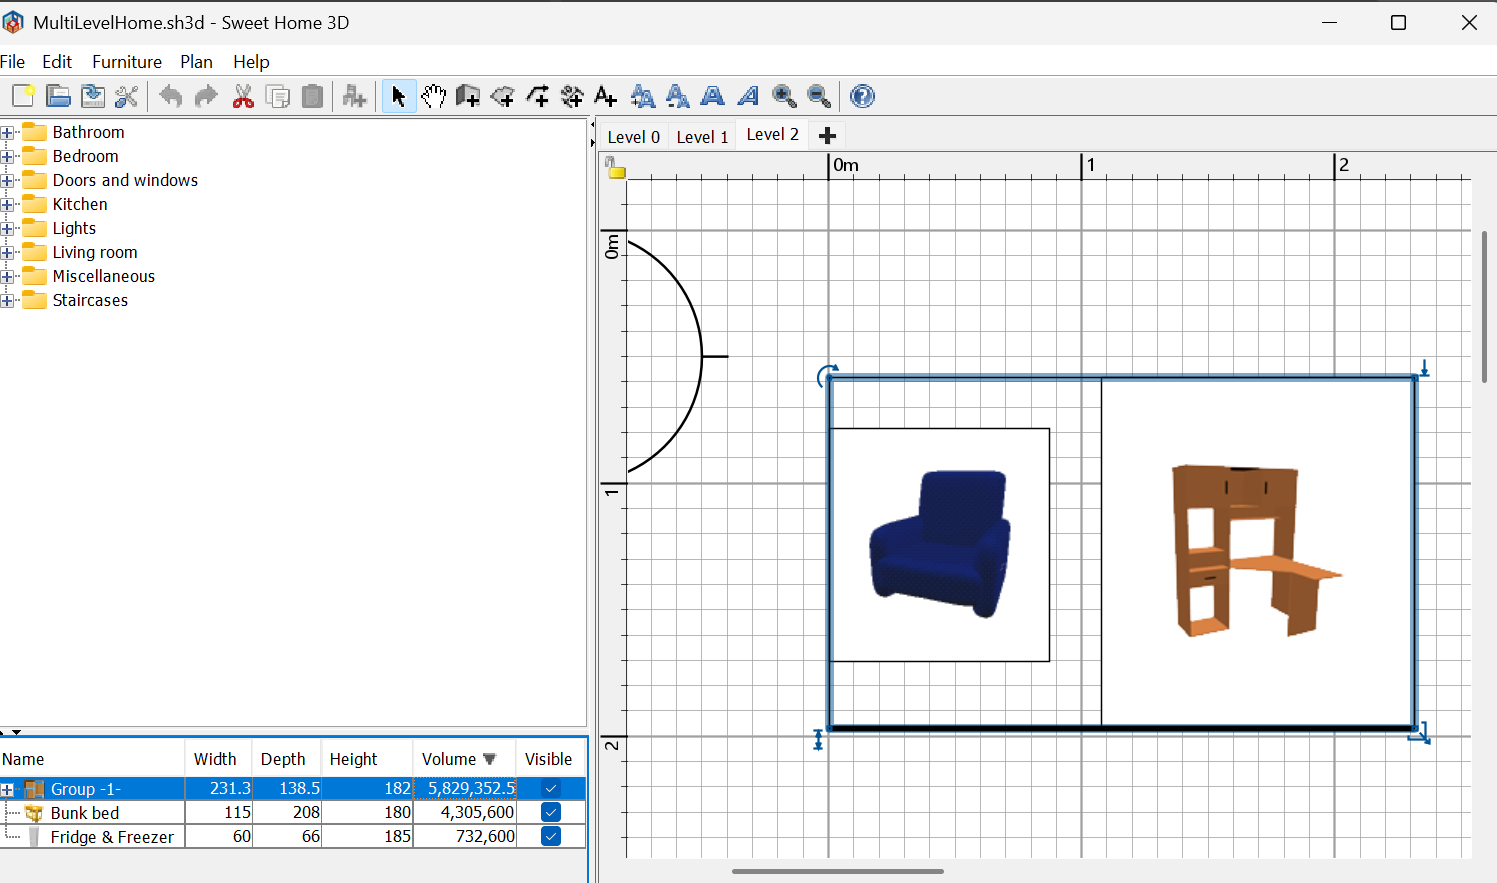 MultiLevelHome.sh3d - Sweet Home 3D
File Edit Furniture Plan Help
Bathroom
Bedroom
Doors and windows
Kitchen
Lights
Living room
Miscellaneous
Staircases
Name Width Depth Height Volume Visible
Group -1- 231.3 138.5 182 5,829,352.5
Bunk bed 115 208 180 4,305,600
Fridge & Freezer 60 66 185 732,600
Level 0 Level 1 Level 2
0m 1 2
0m
1
2